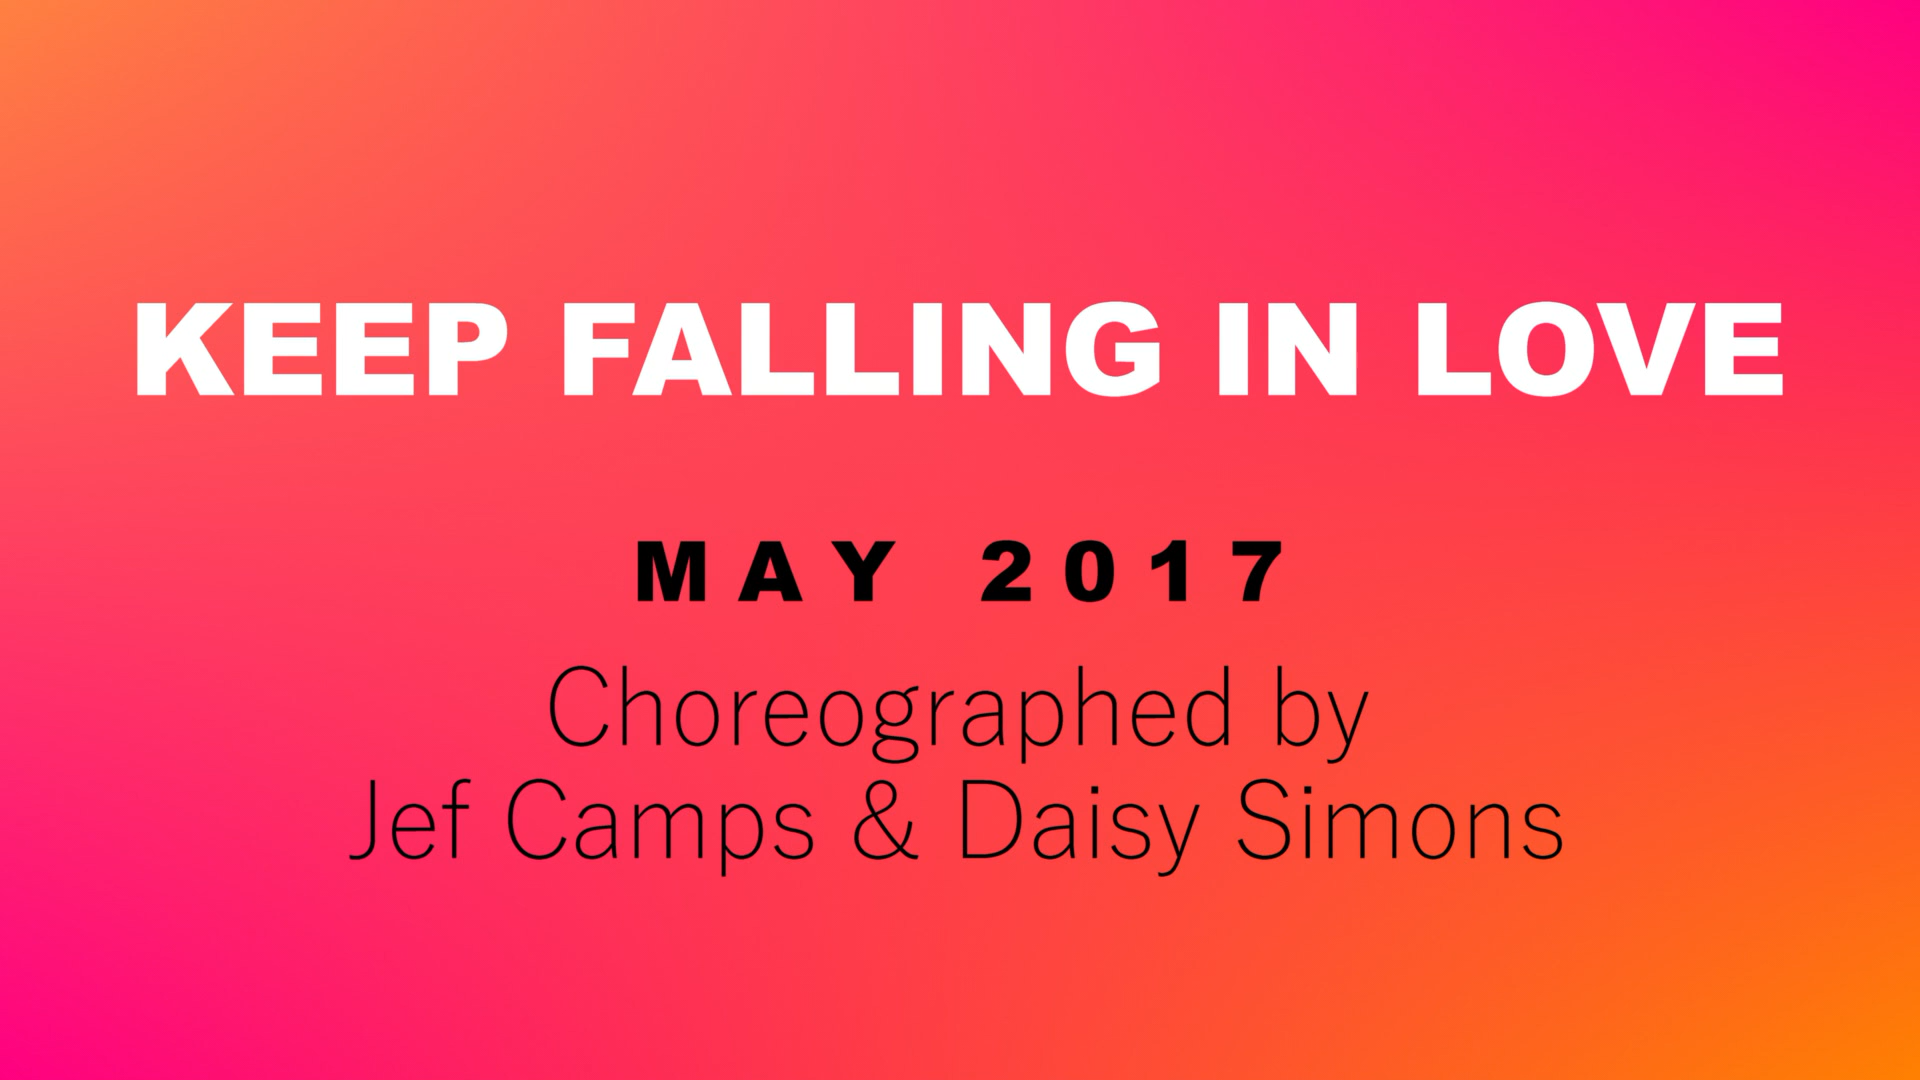 KEEP FALLING IN LOVE
MAY 2017
Choreographed by
Jef Camps & Daisy Simons